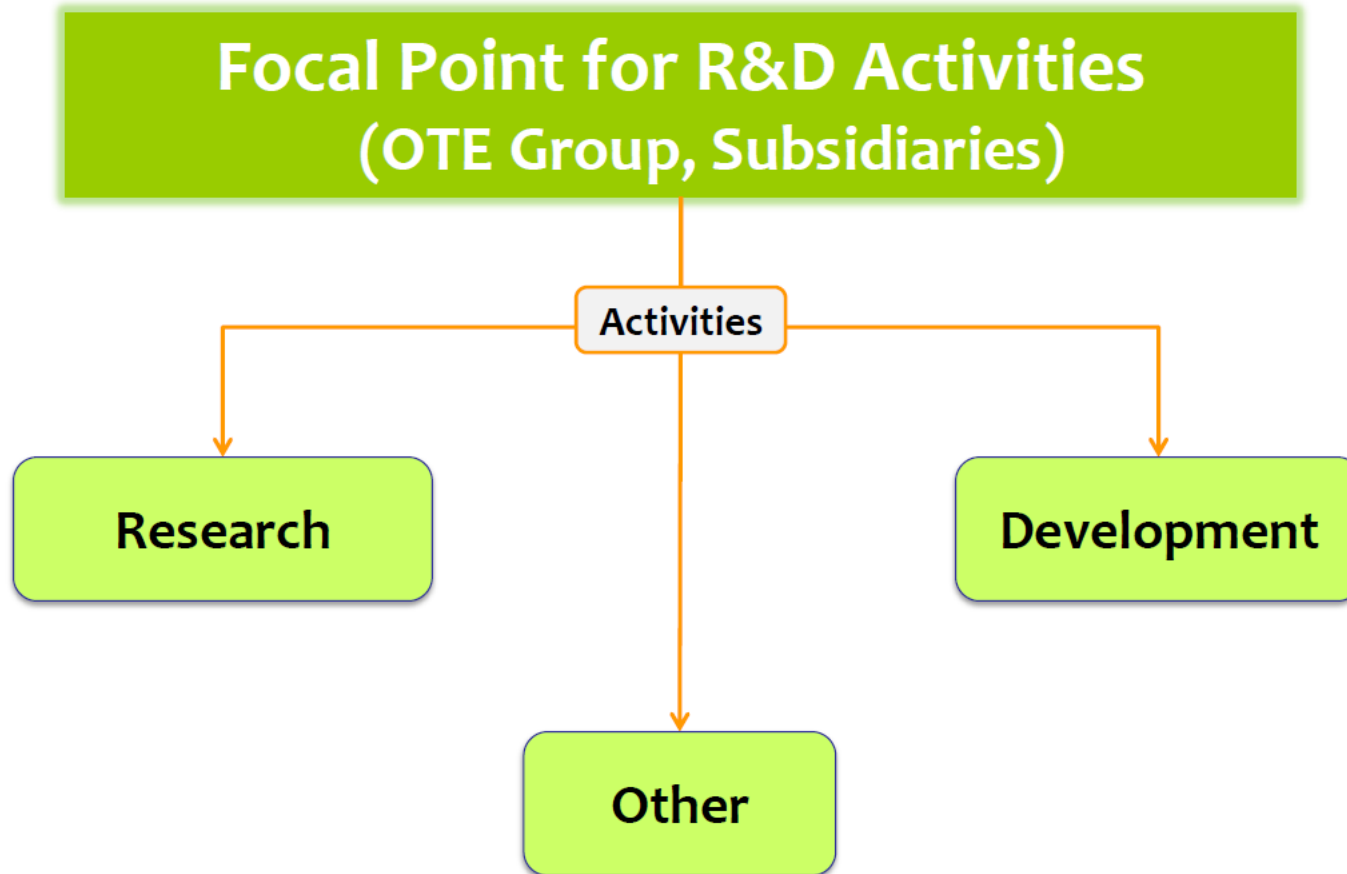 Focal Point for R&D Activities
(OTE Group, Subsidiaries)
Activities
Research
Development
Other